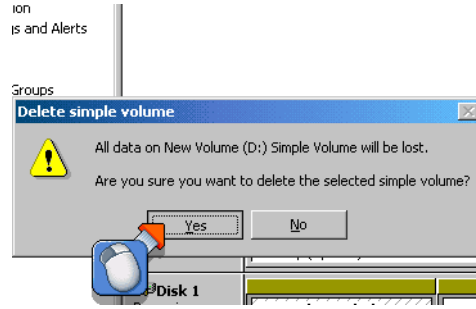 ion
js and Alerts
Groups
Delete simple volume
All data on New Volume (D:) Simple Volume will be lost.
Are you sure you want to delete the selected simple volume?
Yes
No
Disk 1